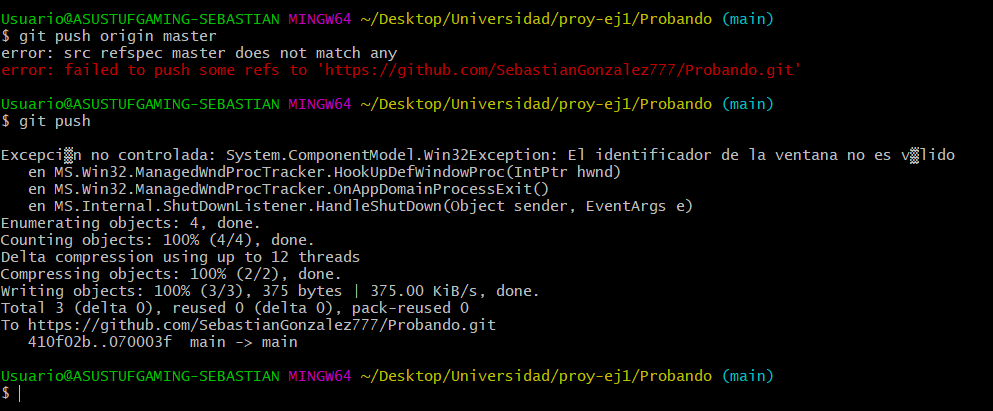 Usuario@ASUSTUFGAMING-SEBASTIAN MINGW64 ~/Desktop/Universidad/proy-ej1/Probando (main)
$ git push origin master
error: src refspec master does not match any
error: failed to push some refs to 'https://github.com/SebastianGonzalez777/Probando.git'
Usuario@ASUSTUFGAMING-SEBASTIAN MINGW64 ~/Desktop/Universidad/proy-ej1/Probando (main)
$ git push
Excepci▒n no controlada: System.ComponentModel.Win32Exception: El identificador de la ventana no es v▒lido
en MS.Win32.ManagedWndProcTracker.HookUpDefWindowProc(IntPtr hwnd)
en MS.Win32.ManagedWndProcTracker.OnAppDomainProcessExit()
en MS.Internal.ShutDownListener.HandleShutDown(Object sender, EventArgs e)
Enumerating objects: 4, done.
Counting objects: 100% (4/4), done.
Delta compression using up to 12 threads
Compressing objects: 100% (2/2), done.
Writing objects: 100% (3/3), 375 bytes | 375.00 KiB/s, done.
Total 3 (delta 0), reused 0 (delta 0), pack-reused 0
To https://github.com/SebastianGonzalez777/Probando.git
410f02b..070003f  main -> main
Usuario@ASUSTUFGAMING-SEBASTIAN MINGW64 ~/Desktop/Universidad/proy-ej1/Probando (main)
$